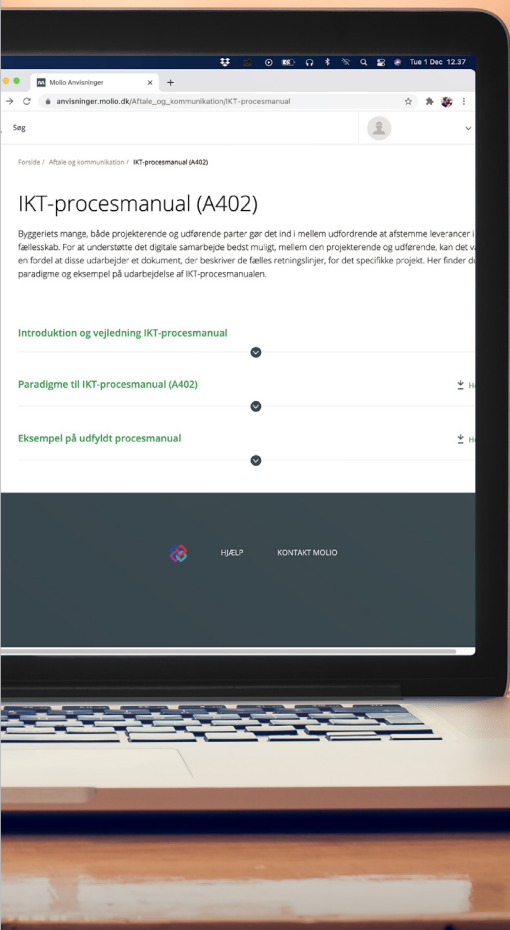 Tue 1 Dec 12.37
Molio Anvisninger
anvisninger.molio.dk/Aftale_og_kommunikation/IKT-procesmanual
Søg
Forside / Aftale og kommunikation / IKT-procesmanual (A402)
IKT-procesmanual (A402)
Byggeriets mange, både projekterende og udførende parter gør det ind i mellem udfordrende at afstemme leverancer i
fællesskab. For at understøtte det digitale samarbejde bedst muligt, mellem den projekterende og udførende, kan det
en fordel at disse udarbejder et dokument, der beskriver de fælles retningslinjer, for det specifikke projekt. Her finder
paradigme og eksempel på udarbejdelse af IKT-procesmanualen.
Introduktion og vejledning IKT-procesmanual
Paradigme til IKT-procesmanual (A402)
Eksempel på udfyldt procesmanual
HJÆLP KONTAKT MOLIO